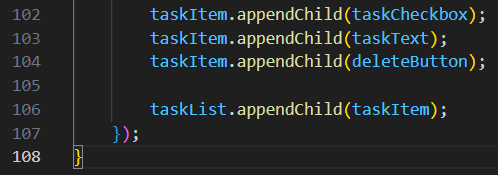 102 taskItem.appendChild(taskCheckbox);
103 taskItem.appendChild(taskText);
104 taskItem.appendChild(deleteButton);
105
106 taskList.appendChild(taskItem);
107 });
108 }